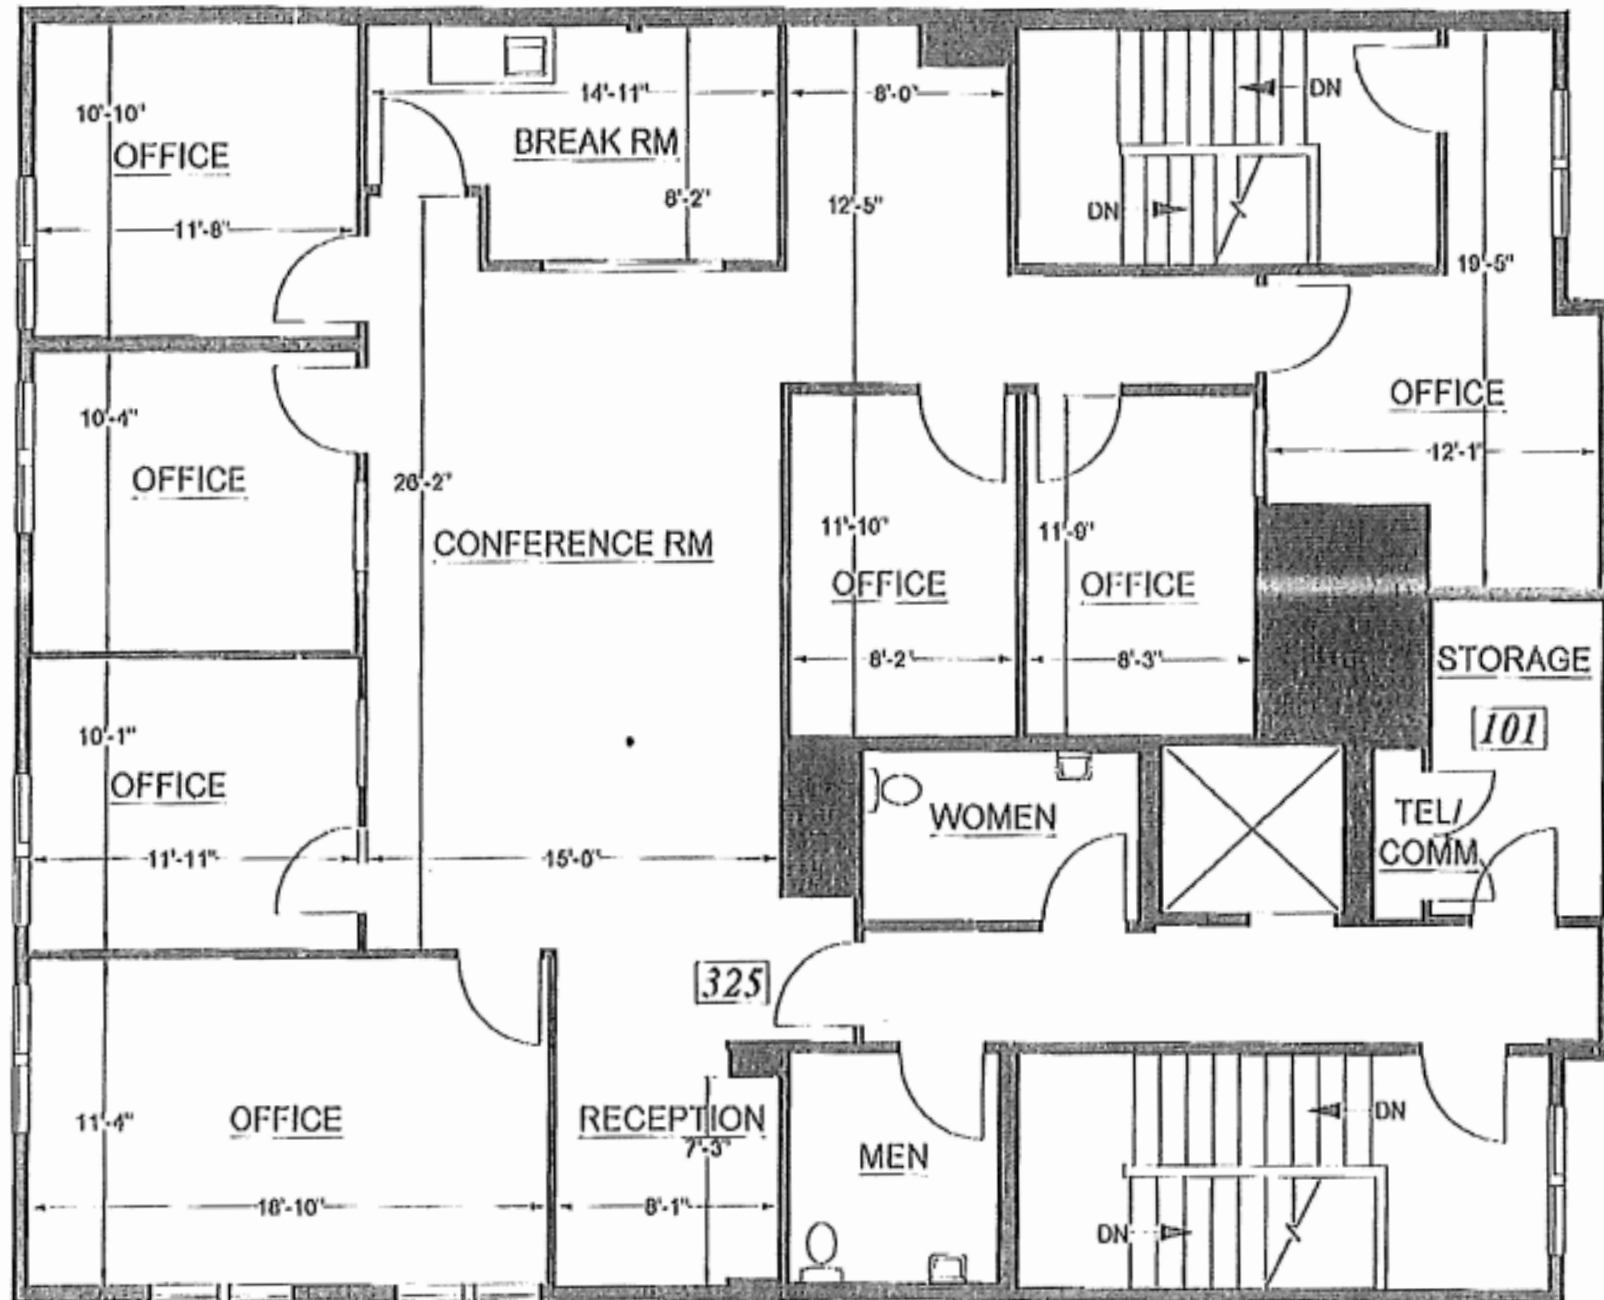 10'-10"
OFFICE
11'-8"
14'-11"
BREAK RM
8'-2"
8'-0"
12'-5"
DN
DN
19'-5"
OFFICE
12'-1"
10'-4"
OFFICE
26'-2"
CONFERENCE RM
11'-10"
OFFICE
8'-2"
11'-9"
OFFICE
8'-3"
STORAGE
101
10'-1"
OFFICE
11'-11"
15'-0"
WOMEN
TEL/
COMM
325
11'-4"
OFFICE
18'-10"
RECEPTION
7'-3"
8'-1"
MEN
DN
DN